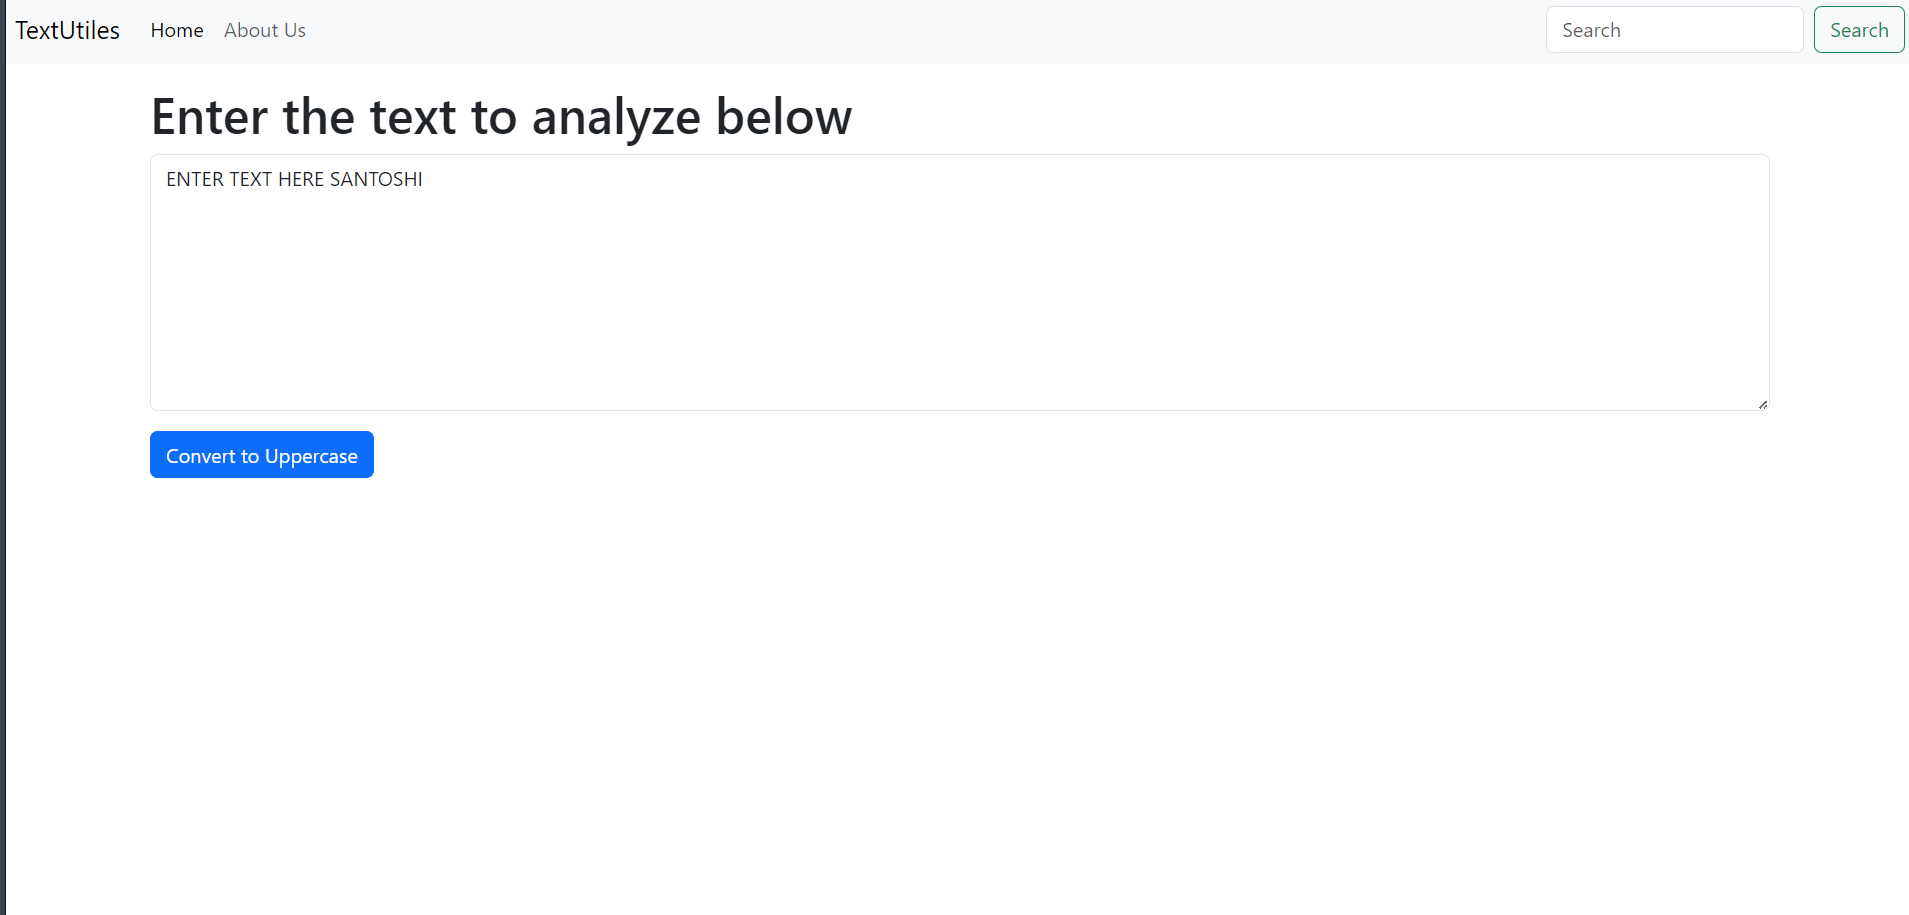 TextUtiles Home About Us Search Search
Enter the text to analyze below
ENTER TEXT HERE SANTOSHI
Convert to Uppercase